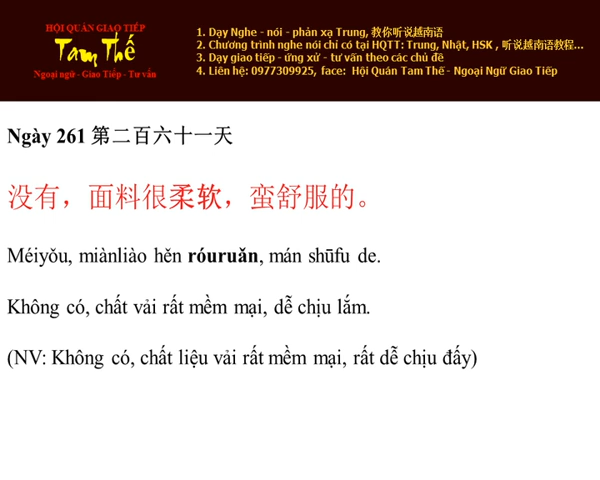 HỘI QUÁN GIAO TIẾP
Tam Thế
Ngoại ngữ - Giao Tiếp - Tư vấn
1. Dạy Nghe - nói - phản xạ Trung, 教你听说越南语
2. Chương trình nghe nói chỉ có tại HQTT: Trung, Nhật, HSK , 听说越南语教程...
3. Dạy giao tiếp - ứng xử - tư vấn theo các chủ đề
4. Liên hệ: 0977309925, face: Hội Quán Tam Thế - Ngoại Ngữ Giao Tiếp
Ngày 261 第二百六十一天
没有，面料很柔软，蛮舒服的。
Méiyǒu, miànliào hěn róuruǎn, mán shūfu de.
Không có, chất vải rất mềm mại, dễ chịu lắm.
(NV: Không có, chất liệu vải rất mềm mại, rất dễ chịu đấy)